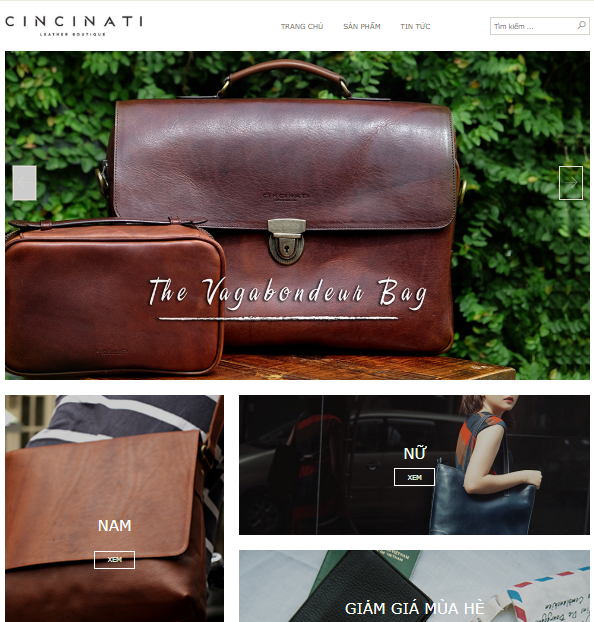 CINCINATI
LEATHER BOUTIQUE
TRANG CHỦ
SẢN PHẨM
TIN TỨC
Tìm kiếm ...
CINCINATI
The Vagabondeur Bag
NAM
XEM
NỮ
XEM
GIẢM GIÁ MÙA HÈ